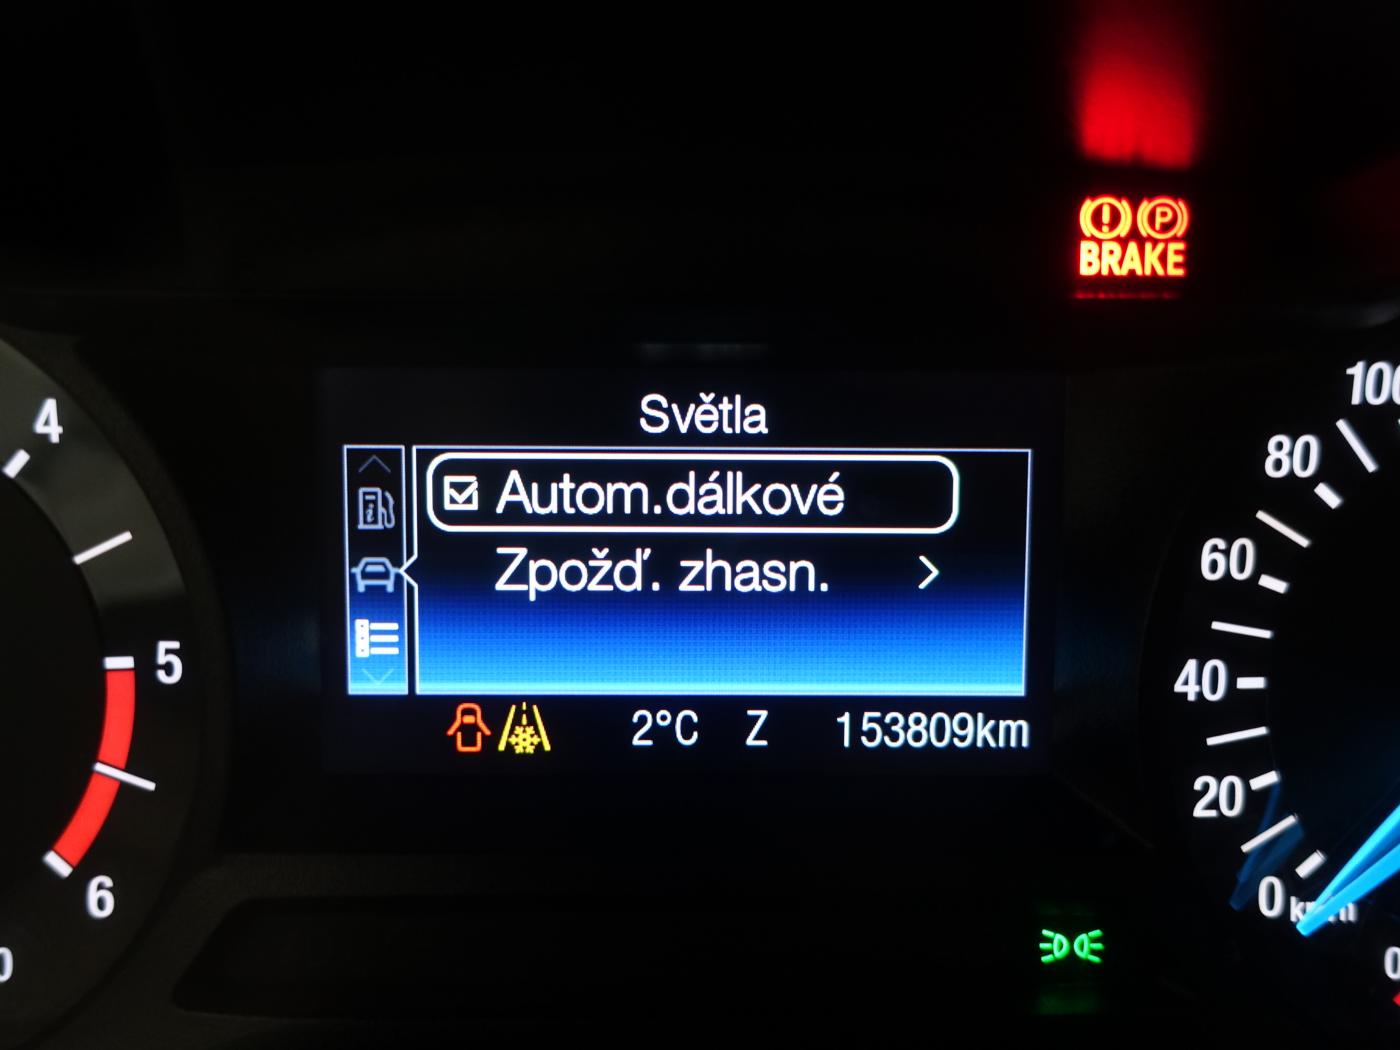 BRAKE
Světla
Autom.dálkové
Zpožď. zhasn.
2°C Z 153809km
4
5
6
100
80
60
40
20
0